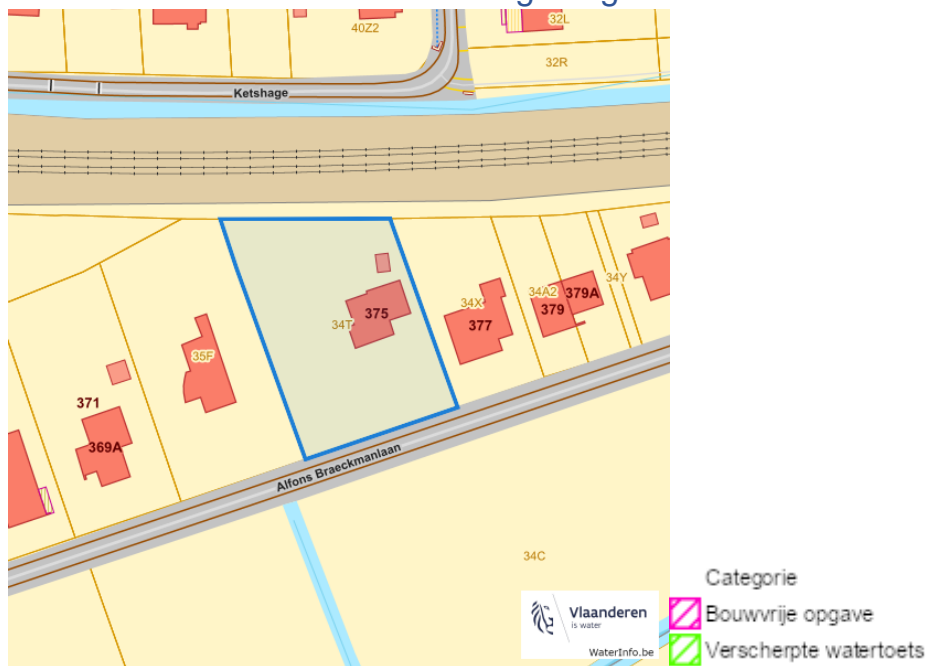 40Z2
32L
32R
Ketshage
34Y
34A2
379A
34X
379
375
34T
377
35F
371
369A
Alfons Braeckmanlaan
34C
Categorie
Bouwvrije opgave
Vlaanderen
is water
WaterInfo.be
Verscherpte watertoets